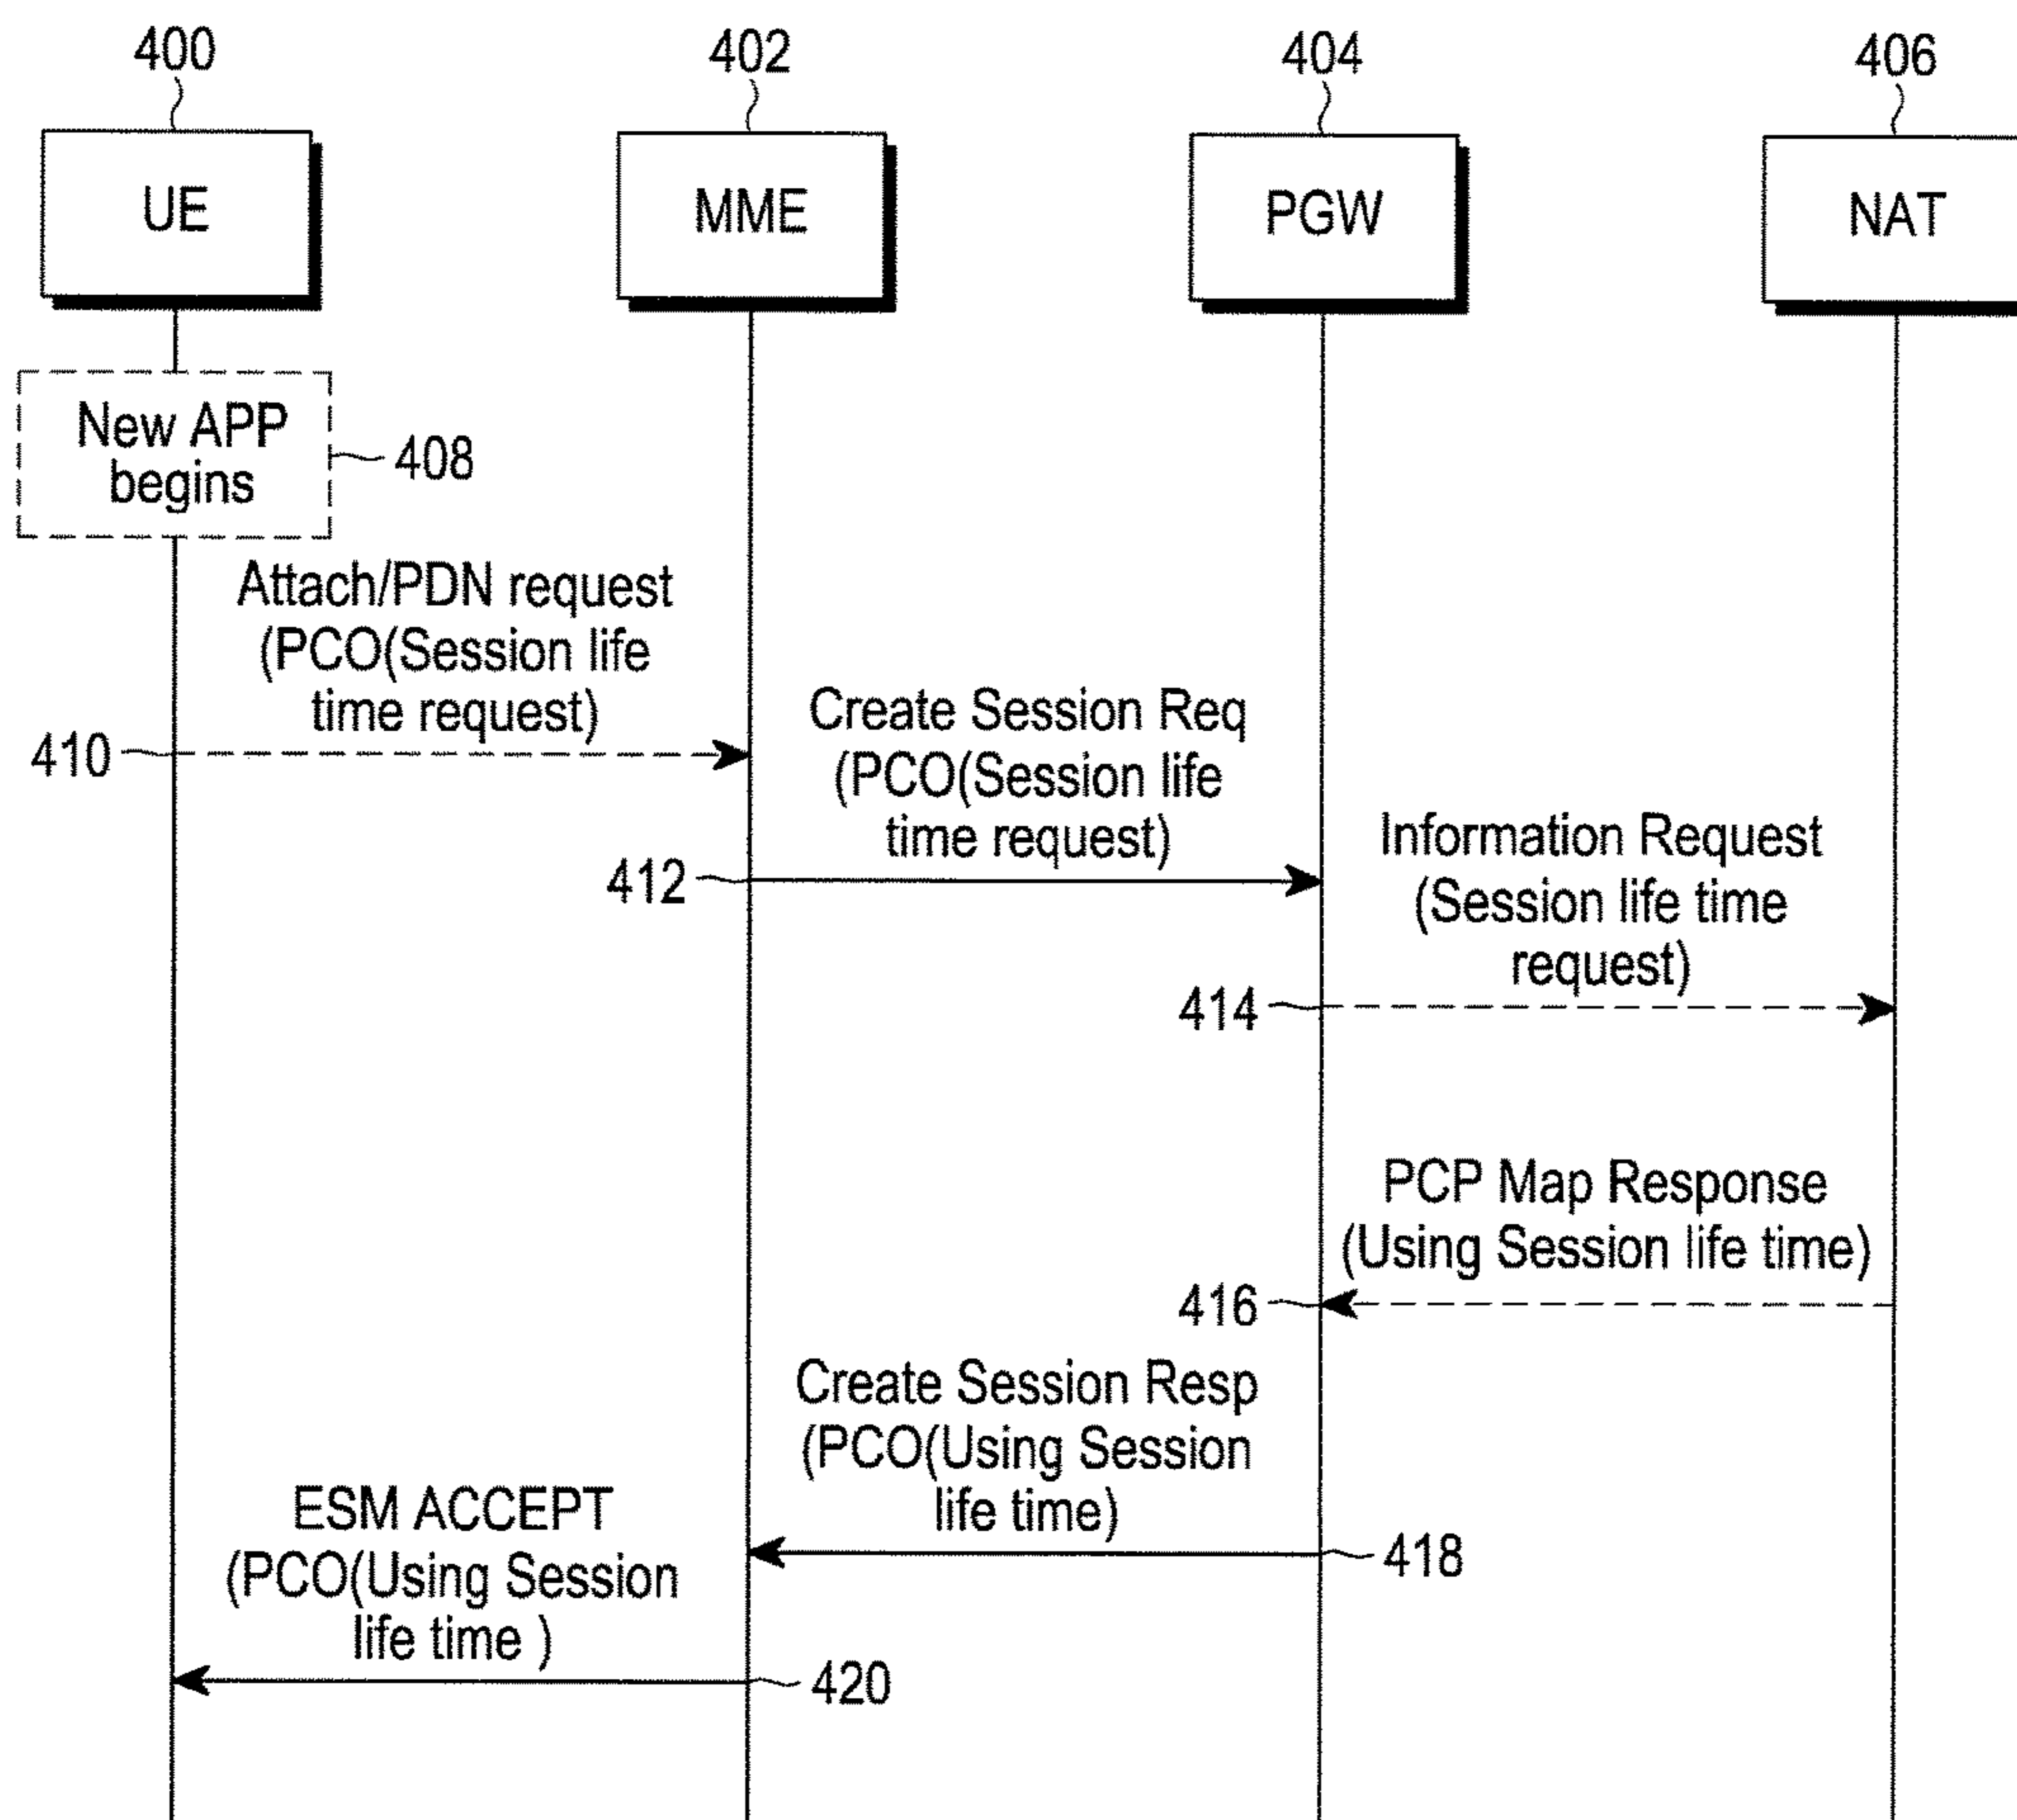 400
402
404
406
UE
MME
PGW
NAT
New APP
begins
408
Attach/PDN request
(PCO(Session life
time request)
410
Create Session Req
(PCO(Session life
time request)
412
Information Request
(Session life time
request)
414
PCP Map Response
(Using Session life time)
416
Create Session Resp
(PCO(Using Session
life time)
418
ESM ACCEPT
(PCO(Using Session
life time )
420